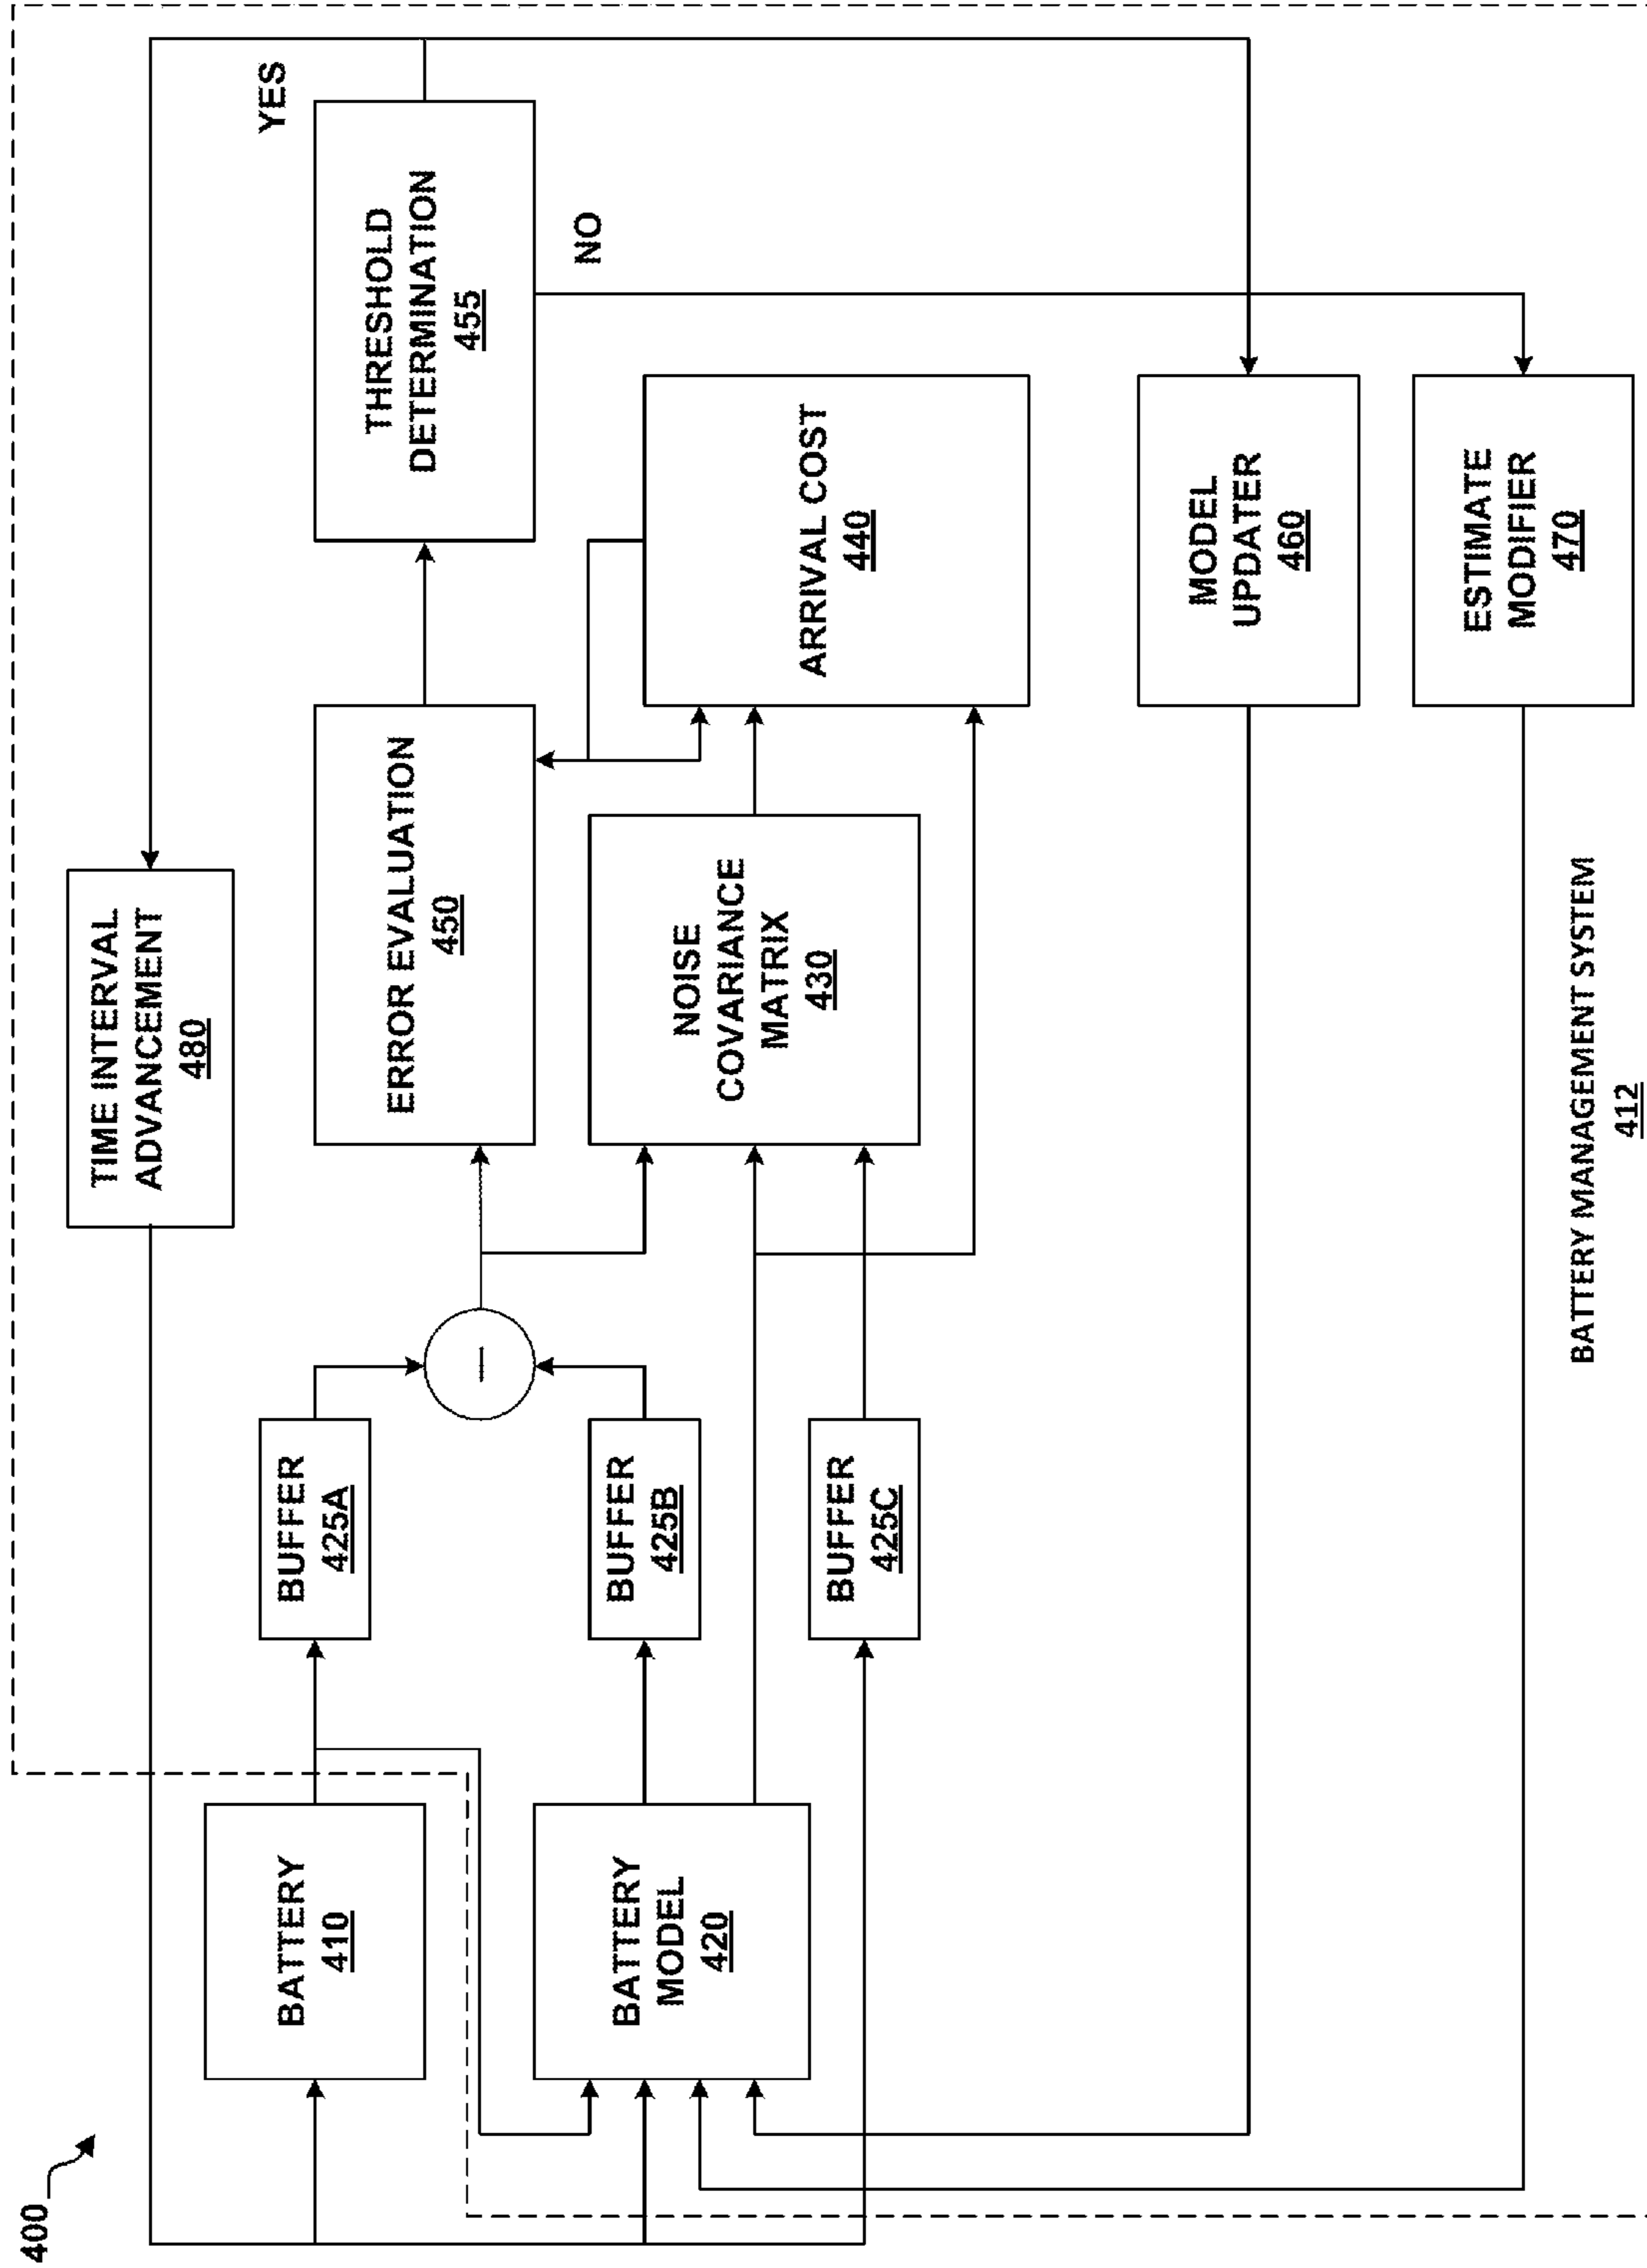 400
TIME INTERVAL
ADVANCEMENT
480
YES
BATTERY
410
BUFFER
425A
ERROR EVALUATION
450
THRESHOLD
DETERMINATION
455
NO
BATTERY
MODEL
420
BUFFER
425B
BUFFER
425C
NOISE
COVARIANCE
MATRIX
430
ARRIVAL COST
440
MODEL
UPDATER
460
ESTIMATE
MODIFIER
470
BATTERY MANAGEMENT SYSTEM
412